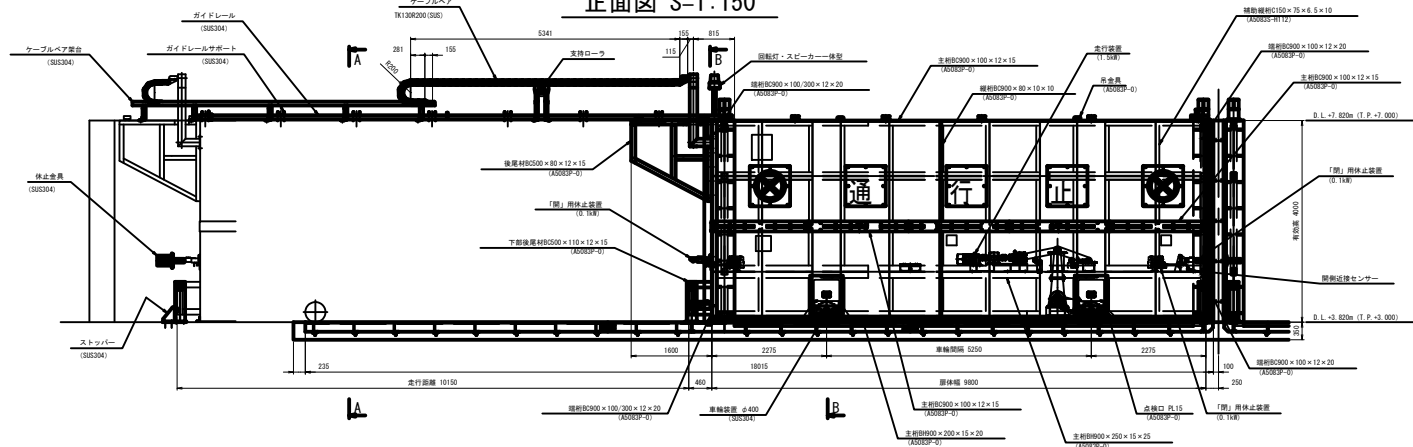 正面図 S=1:150
ケーブルベア
TK130R200(SUS)
ガイドレール
(SUS304)
ケーブルベア架台
(SUS304)
ガイドレールサポート
(SUS304)
5341
155
815
281
155
115
R200
支持ローラ
A
B
回転灯・スピーカー一体型
端桁BC900×100/300×12×20
(A5083P-O)
主桁BC900×100×12×15
(A5083P-O)
縦桁BC900×80×10×10
(A5083P-O)
走行装置
(1.5kW)
吊金具
(A5083P-O)
補助縦桁C150×75×6.5×10
(A5083S-H112)
端桁BC900×100×12×20
(A5083P-O)
主桁BC900×100×12×15
(A5083P-O)
D.L.+7.820m (T.P.+7.000)
後尾材BC500×80×12×15
(A5083P-O)
休止金具
(SUS304)
「開」用休止装置
(0.1kW)
下部後尾材BC500×110×12×15
(A5083P-O)
通
行
止
「閉」用休止装置
(0.1kW)
有効高 4000
開側近接センサー
D.L.+3.820m (T.P.+3.000)
350
ストッパー
(SUS304)
1600
2275
車輪間隔 5250
2275
235
18015
100
走行距離 10150
460
扉体幅 9800
250
端桁BC900×100×12×20
(A5083P-O)
A
B
端桁BC900×100/300×12×20
(A5083P-O)
車輪装置 φ400
(SUS304)
主桁BC900×100×12×15
(A5083P-O)
主桁BH900×200×15×20
(A5083P-O)
点検口 PL15
(A5083P-O)
主桁BH900×250×15×25
(A5083P-O)
「閉」用休止装置
(0.1kW)